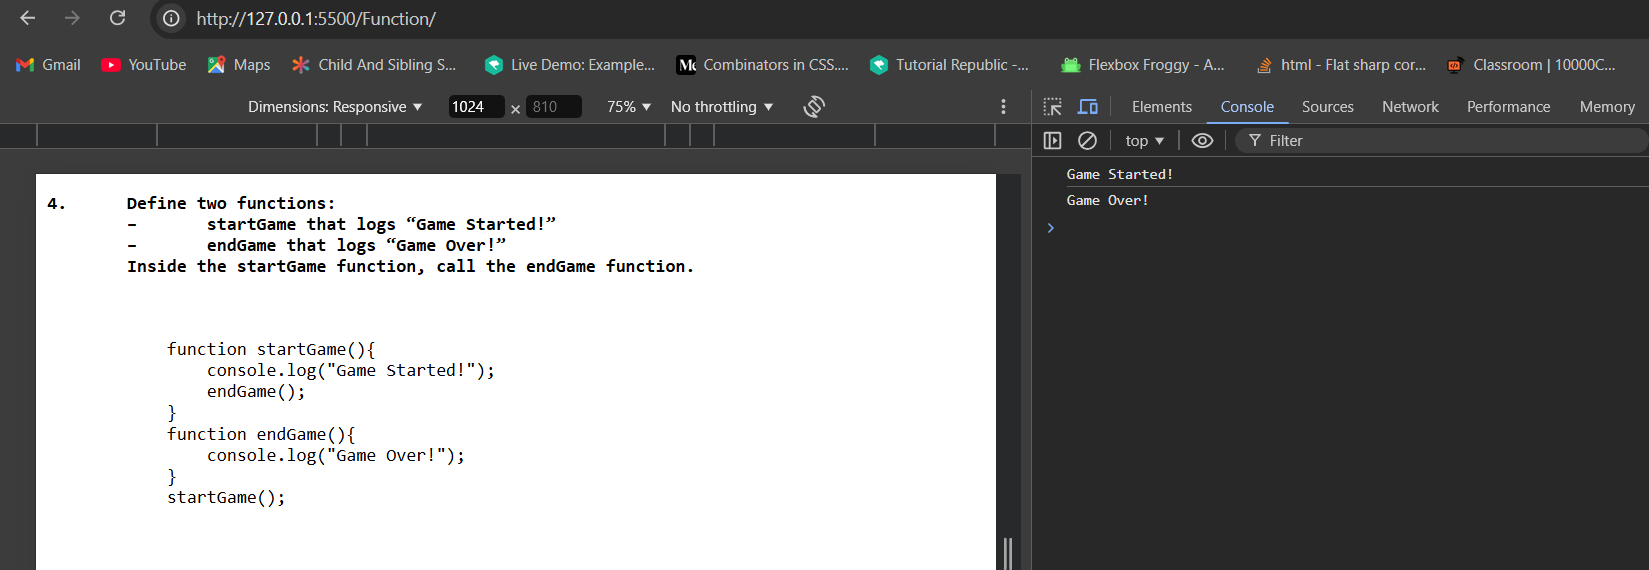 http://127.0.0.1:5500/Function/
Gmail YouTube Maps Child And Sibling S... Live Demo: Example... Combinators in CSS.... Tutorial Republic -... Flexbox Froggy - A... html - Flat sharp cor... Classroom | 10000C...
Dimensions: Responsive 1024 x 810 75% No throttling
Elements Console Sources Network Performance Memory
top Filter
Game Started!
Game Over!
4. Define two functions:
- startGame that logs “Game Started!”
- endGame that logs “Game Over!”
Inside the startGame function, call the endGame function.
function startGame(){
console.log("Game Started!");
endGame();
}
function endGame(){
console.log("Game Over!");
}
startGame();